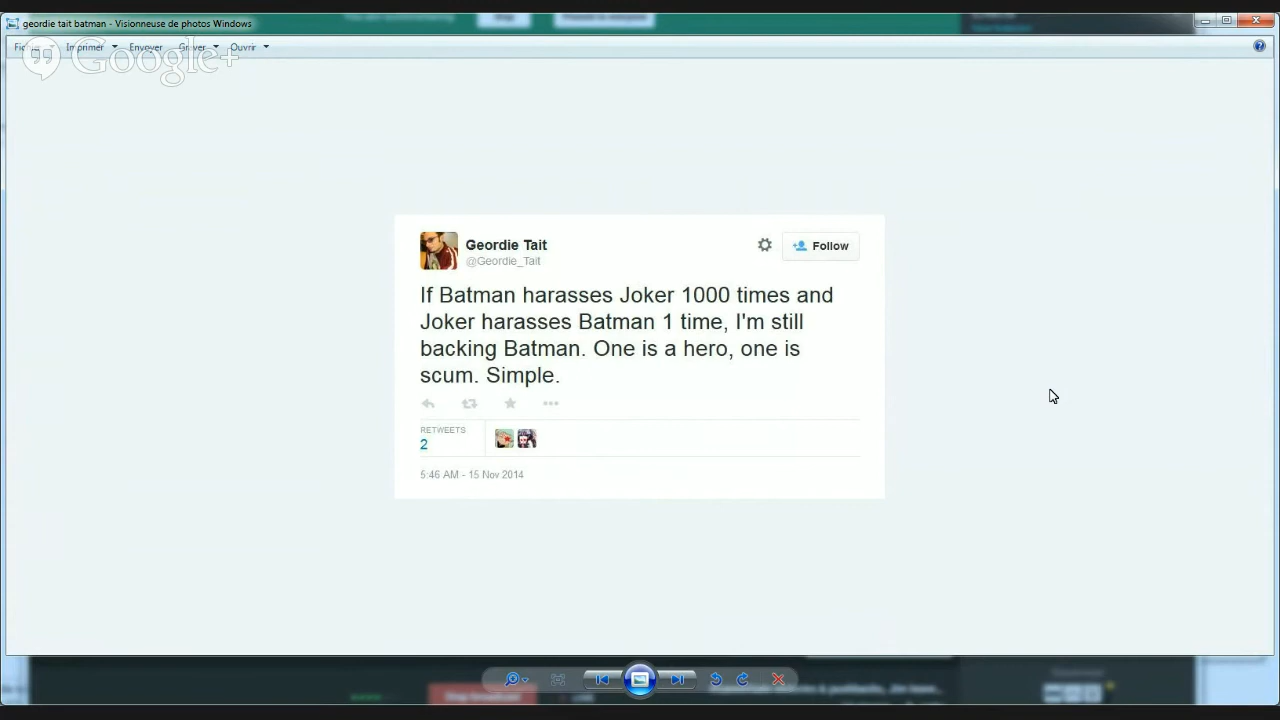 geordie tait batman - Visionneuse de photos Windows
Imprimer Envoyer Graver Ouvrir
Google+
Geordie Tait
Follow
@Geordie_Tait
If Batman harasses Joker 1000 times and
Joker harasses Batman 1 time, I'm still
backing Batman. One is a hero, one is
scum. Simple.
RETWEETS
2
5:46 AM - 15 Nov 2014